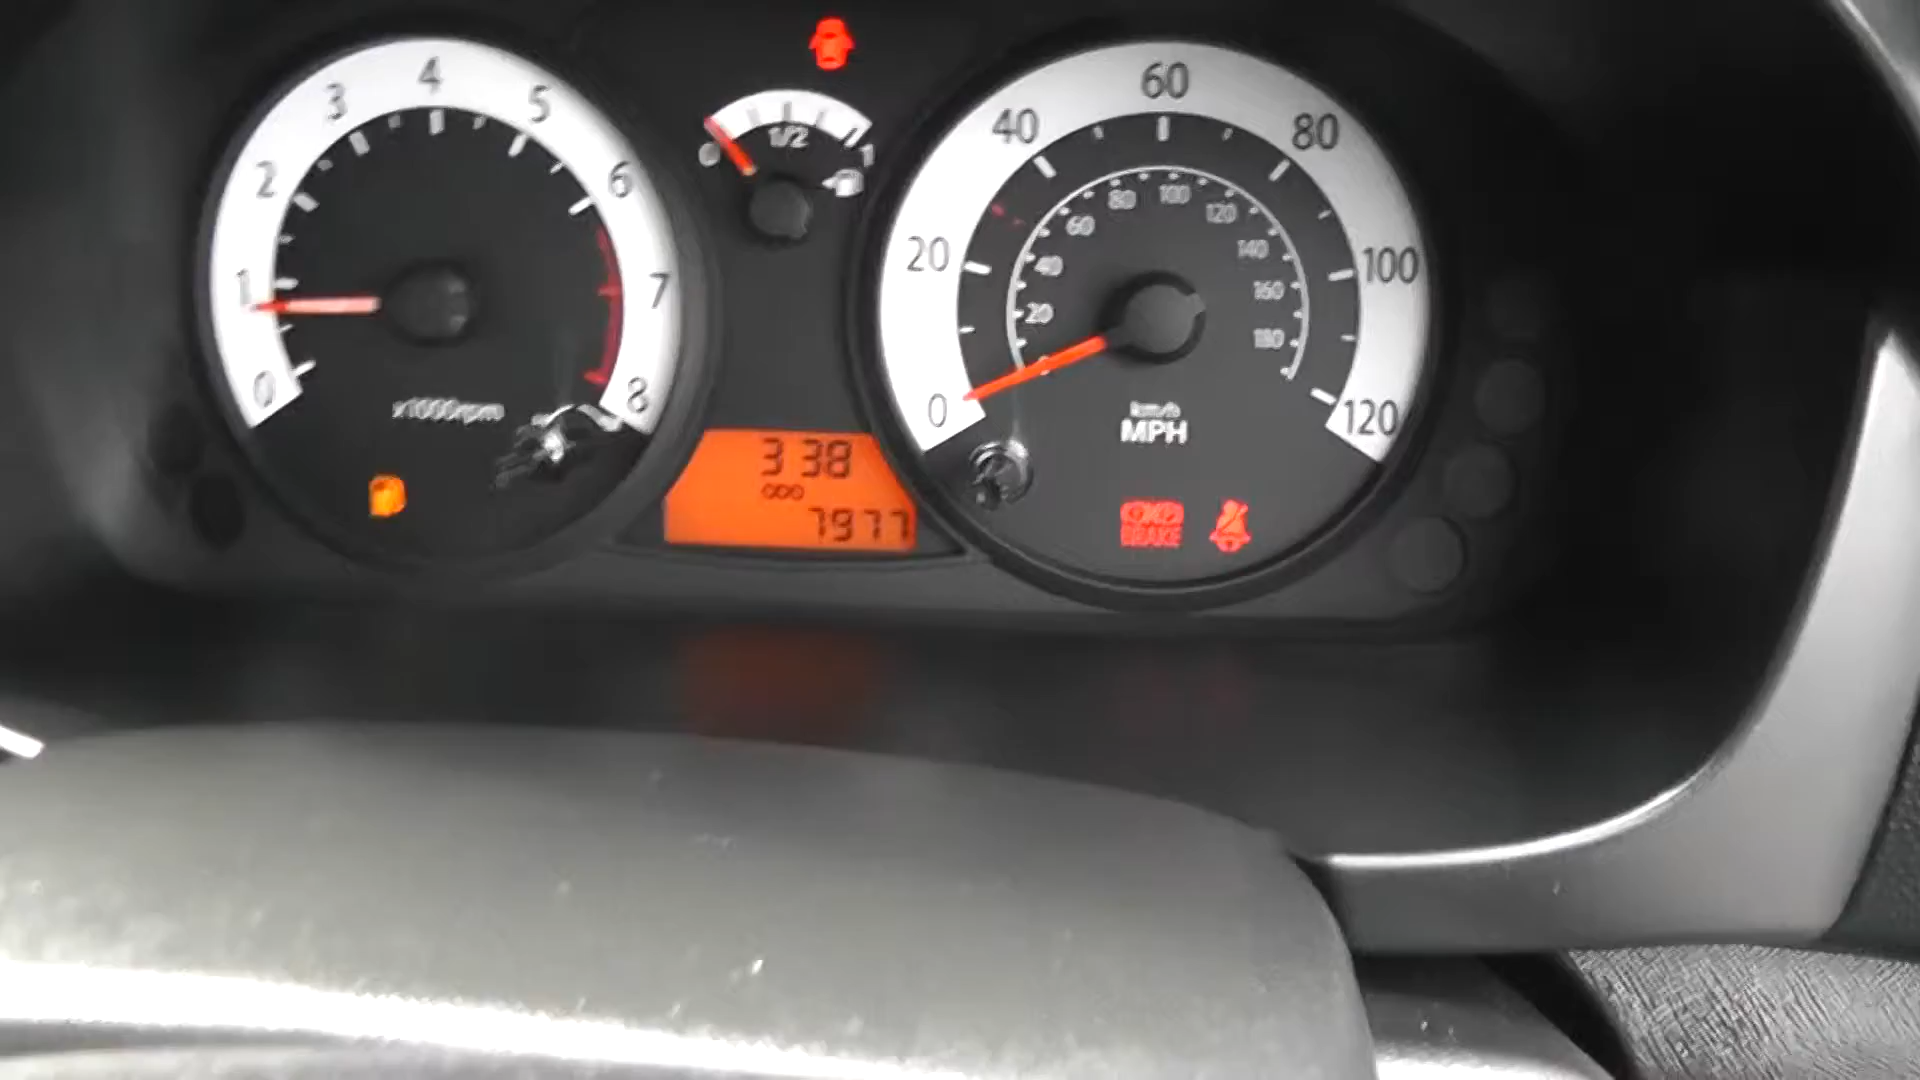 0 1 2 3 4 5 6 7 8
x1000rpm
0 1/2 1
3 38
7977
0 20 40 60 80 100 120
20 40 60 80 100 120 140 160 180
km/h
MPH
BRAKE